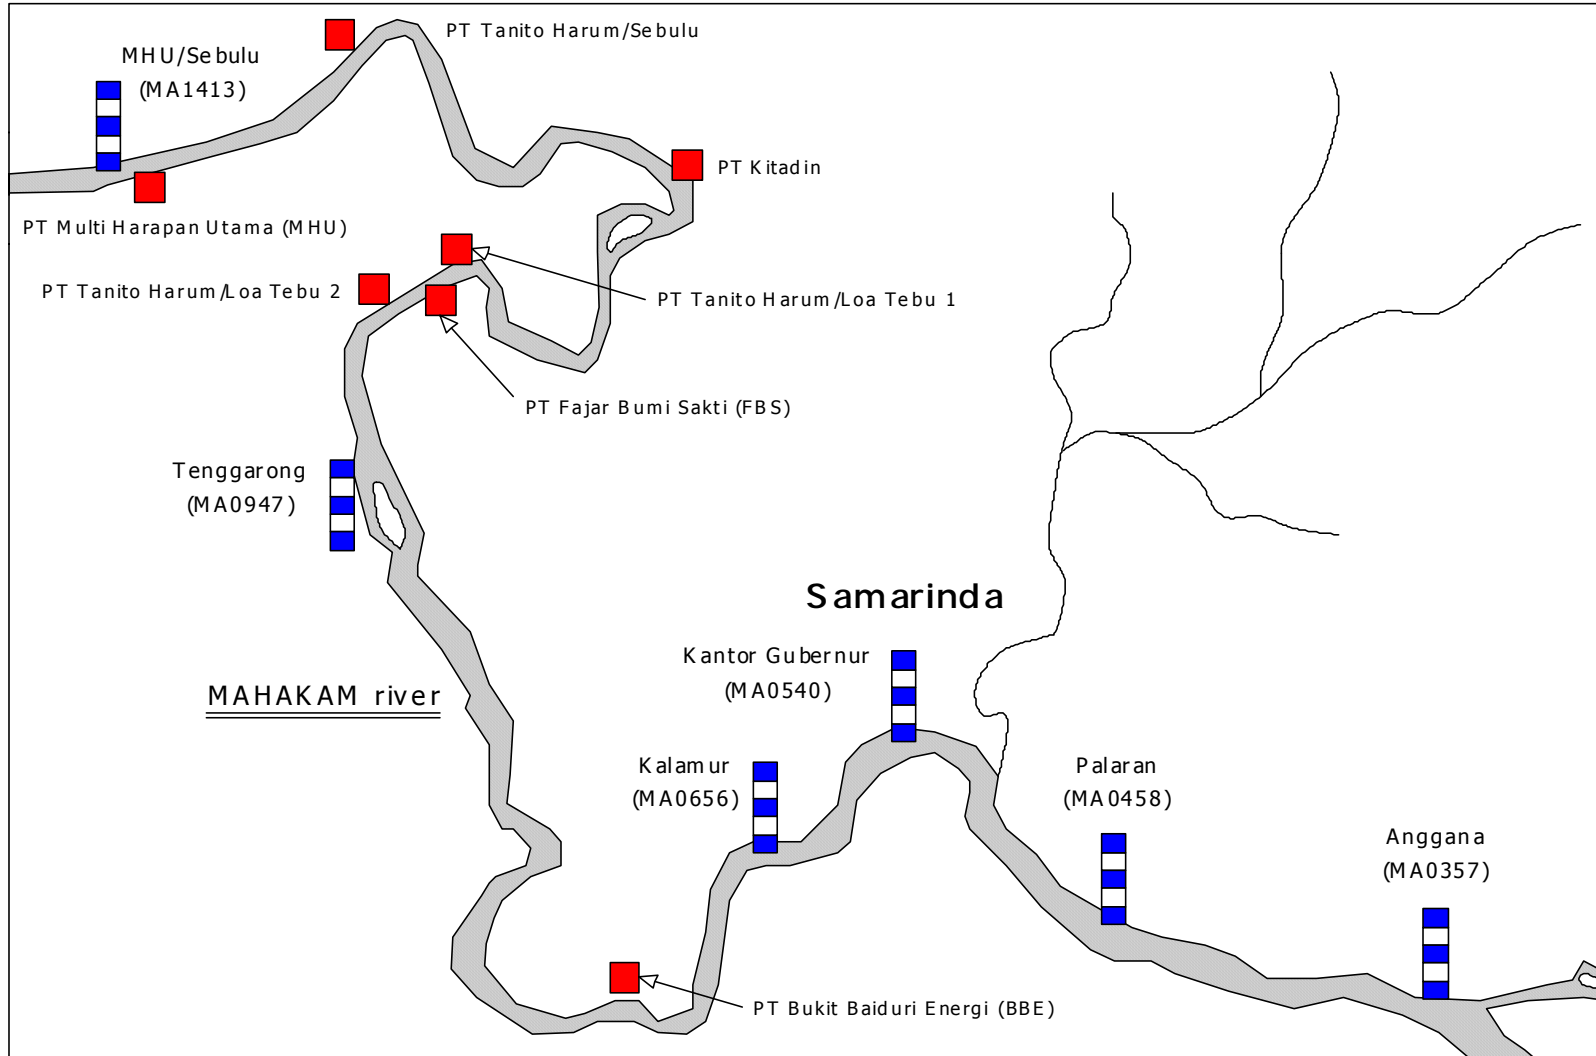 PT Tanito Harum/Sebulu
MHU/Sebulu
(MA1413)
PT Kitadin
PT Multi Harapan Utama (MHU)
PT Tanito Harum/Loa Tebu 2
PT Tanito Harum/Loa Tebu 1
PT Fajar Bumi Sakti (FBS)
Tenggarong
(MA0947)
Samarinda
Kantor Gubernur
(MA0540)
MAHAKAM river
Kalamur
(MA0656)
Palaran
(MA0458)
Anggana
(MA0357)
PT Bukit Baiduri Energi (BBE)